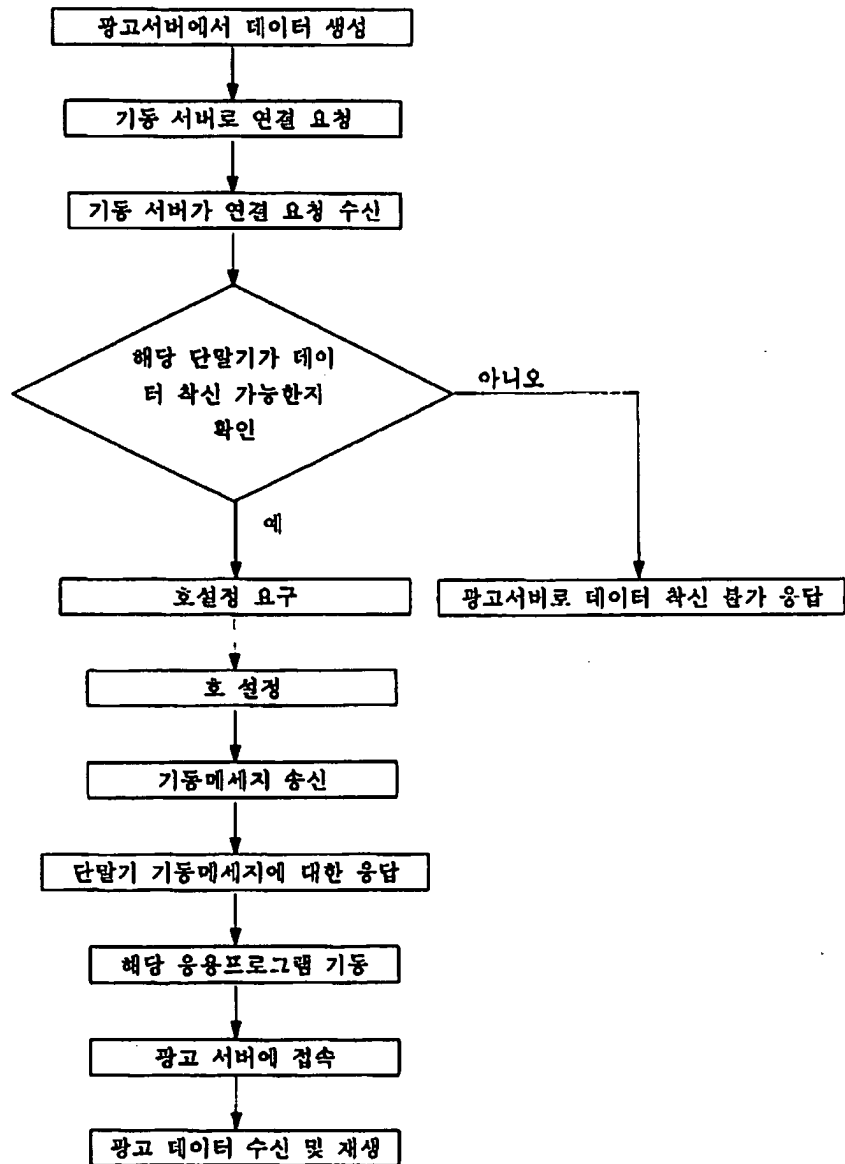 광고서버에서 데이터 생성
기동 서버로 연결 요청
기동 서버가 연결 요청 수신
해당 단말기가 데이
터 착신 가능한지
확인
아니오
예
호설정 요구
광고서버로 데이터 착신 불가 응답
호 설정
기동메세지 송신
단말기 기동메세지에 대한 응답
해당 응용프로그램 기동
광고 서버에 접속
광고 데이터 수신 및 재생